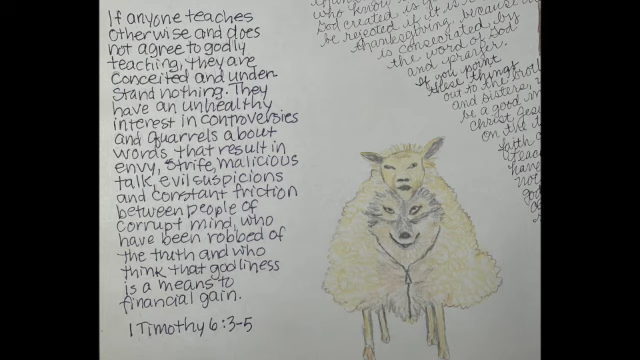 If anyone teaches
otherwise and does
not agree to godly
teaching, they are
conceited and under
stand nothing. They
have an unhealthy
interest in controversies
and quarrels about
words that result in
envy, strife, malicious
talk, evil suspicions
and constant friction
between people of
corrupt mind, who
have been robbed of
the truth and who
think that godliness
is a means to
financial gain.
1 Timothy 6:3-5
who know
God created is
be rejected if it is
thanksgiving, because
is consecrated by
the word of God
and prayer.
If you point
these things
out to the
and sisters,
be a good
Christ Jesus
on the
faith
have
not